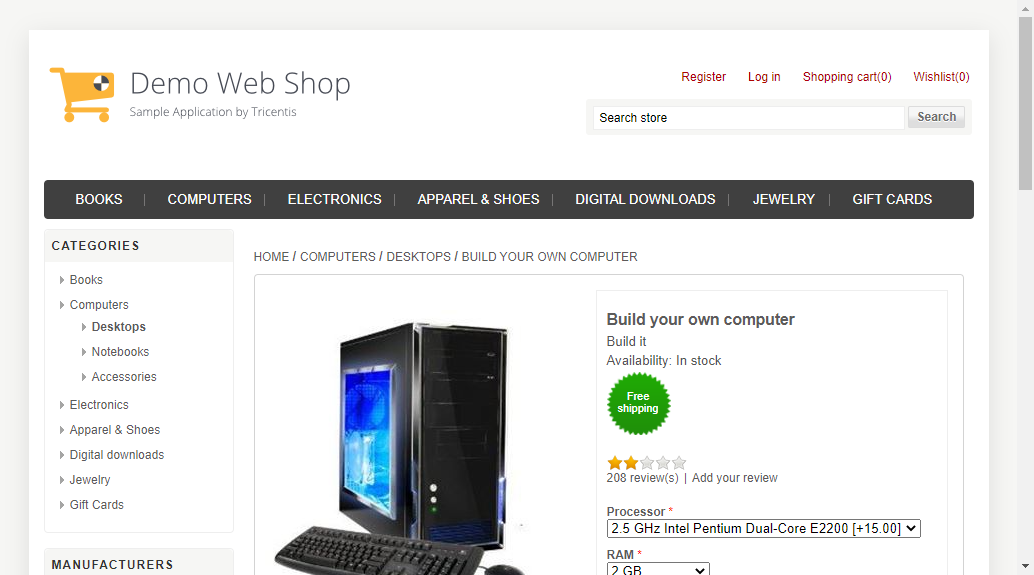 Demo Web Shop
Sample Application by Tricentis
Register Log in Shopping cart(0) Wishlist(0)
Search store Search
BOOKS COMPUTERS ELECTRONICS APPAREL & SHOES DIGITAL DOWNLOADS JEWELRY GIFT CARDS
CATEGORIES
Books
Computers
Desktops
Notebooks
Accessories
Electronics
Apparel & Shoes
Digital downloads
Jewelry
Gift Cards
MANUFACTURERS
HOME / COMPUTERS / DESKTOPS / BUILD YOUR OWN COMPUTER
Build your own computer
Build it
Availability: In stock
Free
shipping
208 review(s) | Add your review
Processor *
2.5 GHz Intel Pentium Dual-Core E2200 [+15.00]
RAM *
2 GB